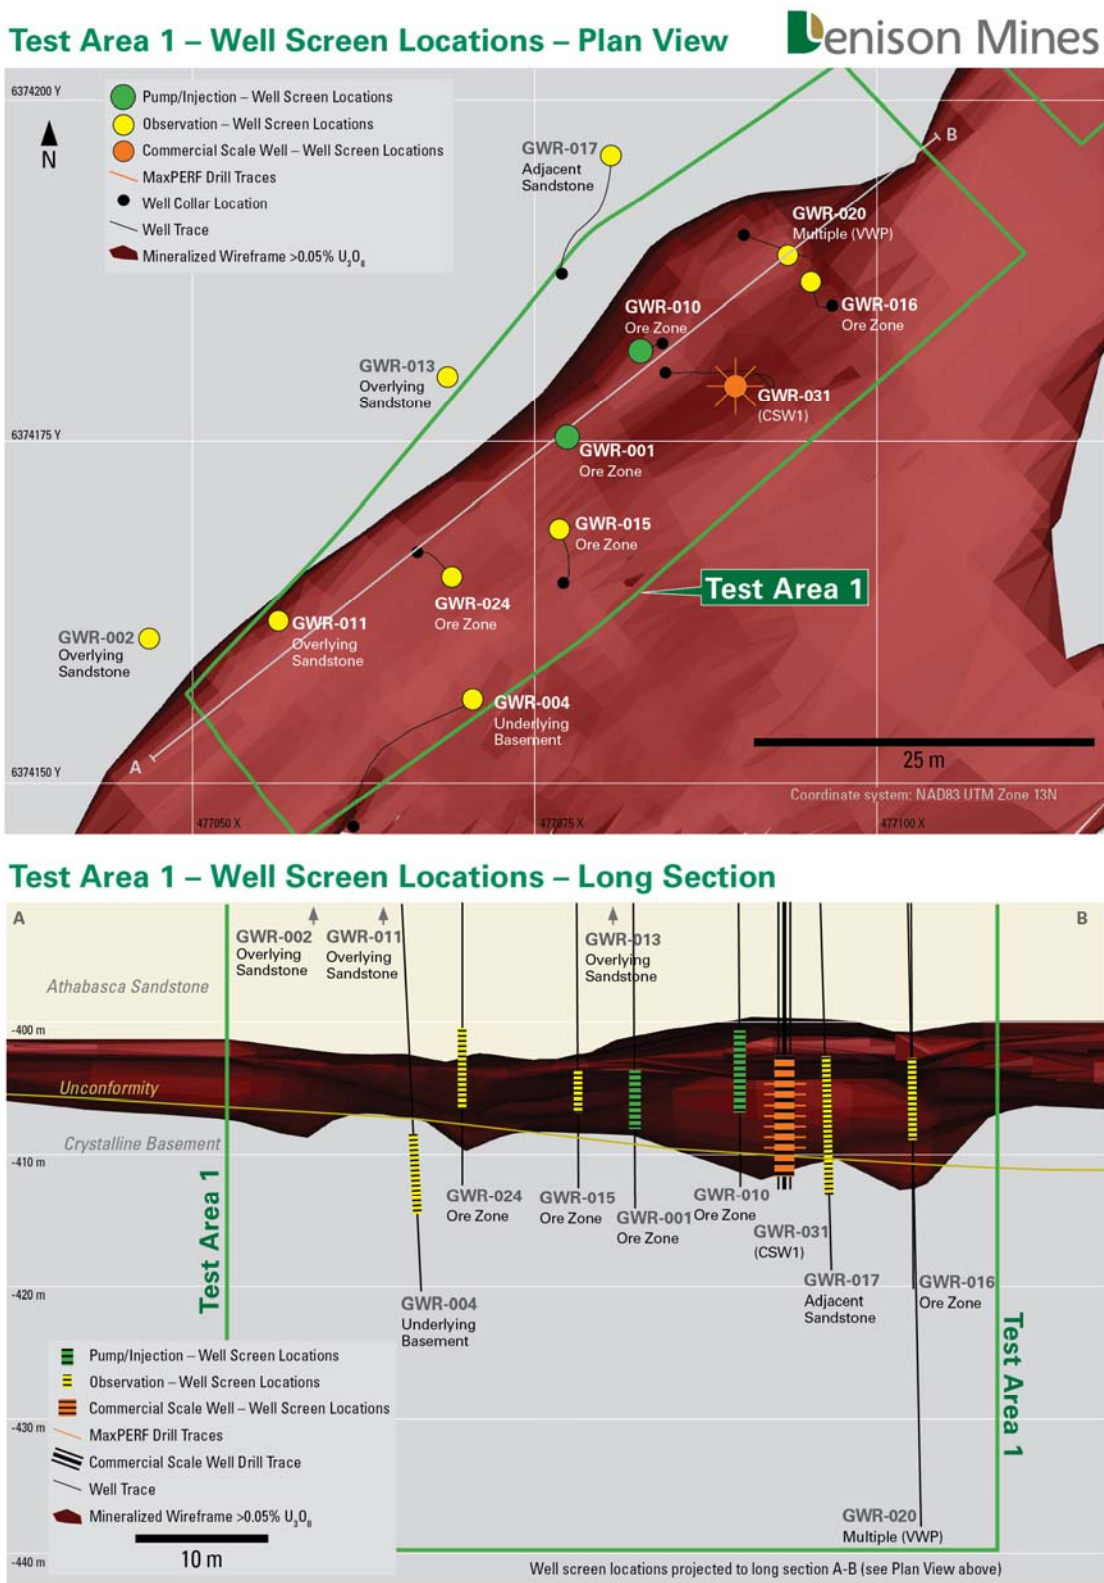 Test Area 1 – Well Screen Locations – Plan View
Denison Mines
6374200 Y
N
Pump/Injection – Well Screen Locations
Observation – Well Screen Locations
Commercial Scale Well – Well Screen Locations
MaxPERF Drill Traces
Well Collar Location
Well Trace
Mineralized Wireframe >0.05% U₃O₈
GWR-017
Adjacent
Sandstone
B
GWR-020
Multiple (VWP)
GWR-010
Ore Zone
GWR-016
Ore Zone
GWR-013
Overlying
Sandstone
GWR-031
(CSW1)
6374175 Y
GWR-001
Ore Zone
GWR-015
Ore Zone
Test Area 1
GWR-024
Ore Zone
GWR-011
Overlying
Sandstone
GWR-002
Overlying
Sandstone
GWR-004
Underlying
Basement
A
25 m
6374150 Y
Coordinate system: NAD83 UTM Zone 13N
477050 X
477075 X
477100 X
Test Area 1 – Well Screen Locations – Long Section
A
B
GWR-002
Overlying
Sandstone
GWR-011
Overlying
Sandstone
GWR-013
Overlying
Sandstone
Athabasca Sandstone
-400 m
Unconformity
Crystalline Basement
-410 m
GWR-024
Ore Zone
GWR-015
Ore Zone
GWR-001
Ore Zone
GWR-010
Ore Zone
GWR-031
(CSW1)
GWR-017
Adjacent
Sandstone
GWR-016
Ore Zone
Test Area 1
-420 m
GWR-004
Underlying
Basement
Test Area 1
Pump/Injection – Well Screen Locations
Observation – Well Screen Locations
Commercial Scale Well – Well Screen Locations
-430 m
MaxPERF Drill Traces
Commercial Scale Well Drill Trace
Well Trace
Mineralized Wireframe >0.05% U₃O₈
GWR-020
Multiple (VWP)
10 m
-440 m
Well screen locations projected to long section A-B (see Plan View above)